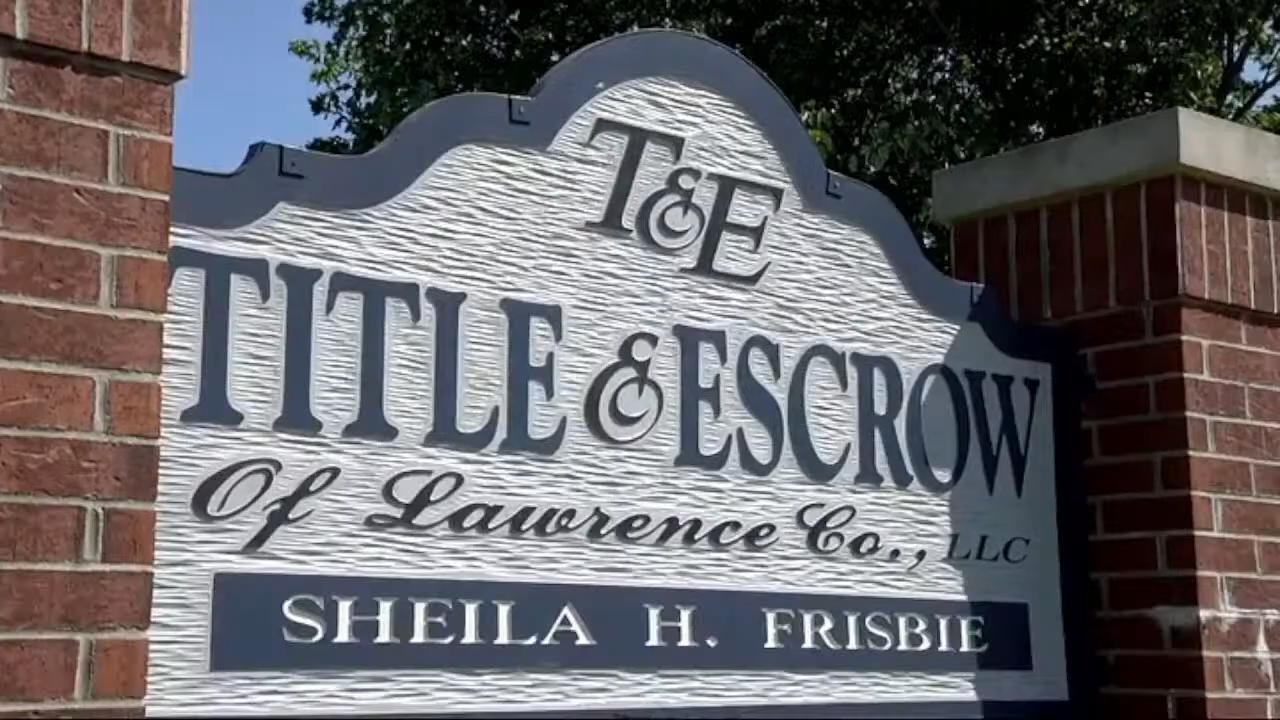 T&E
TITLE & ESCROW
Of Lawrence Co., LLC
SHEILA H. FRISBIE